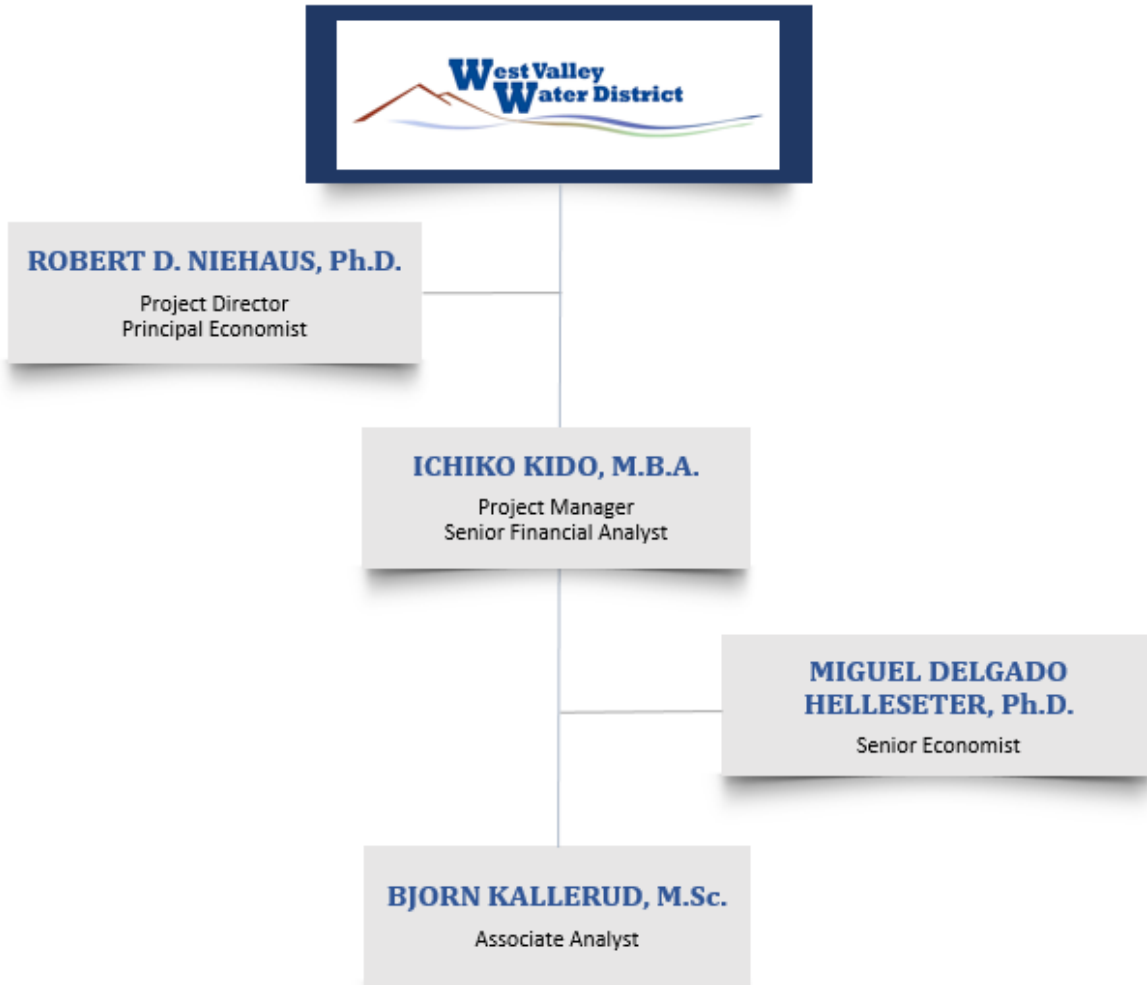 West Valley
Water District
ROBERT D. NIEHAUS, Ph.D.
Project Director
Principal Economist
ICHIKO KIDO, M.B.A.
Project Manager
Senior Financial Analyst
MIGUEL DELGADO
HELLESETER, Ph.D.
Senior Economist
BJORN KALLERUD, M.Sc.
Associate Analyst